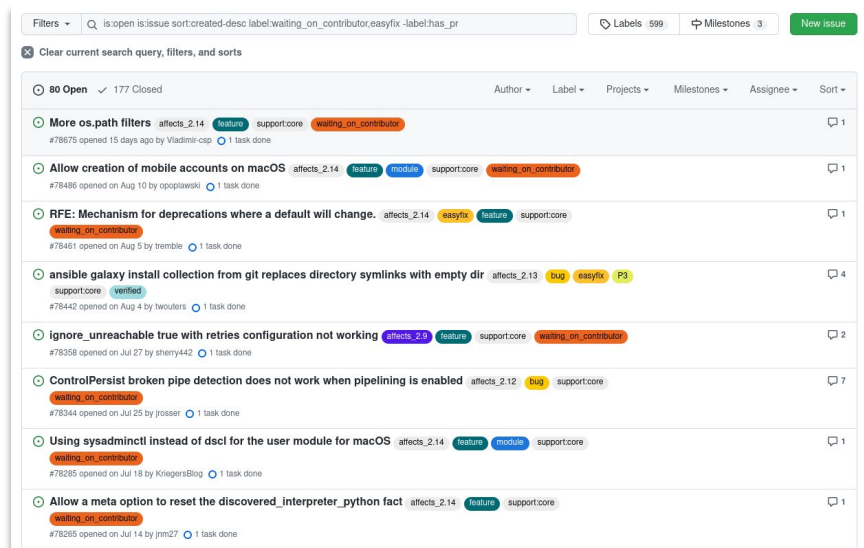 Filters is:open is:issue sort:created-desc label:waiting_on_contributor,easyfix -label:has_pr Labels 599 Milestones 3 New issue
Clear current search query, filters, and sorts
80 Open 177 Closed Author Label Projects Milestones Assignee Sort
More os.path filters affects_2.14 feature support:core waiting_on_contributor 1
#78675 opened 15 days ago by Vladimir-csp 1 task done
Allow creation of mobile accounts on macOS affects_2.14 feature module support:core waiting_on_contributor 1
#78486 opened on Aug 10 by opoplawski 1 task done
RFE: Mechanism for deprecations where a default will change. affects_2.14 easyfix feature support:core 1
waiting_on_contributor
#78461 opened on Aug 5 by tremble 1 task done
ansible galaxy install collection from git replaces directory symlinks with empty dir affects_2.13 bug easyfix P3 4
support:core verified
#78442 opened on Aug 4 by twouters 1 task done
ignore_unreachable true with retries configuration not working affects_2.9 feature support:core waiting_on_contributor 2
#78358 opened on Jul 27 by sherry442 1 task done
ControlPersist broken pipe detection does not work when pipelining is enabled affects_2.12 bug support:core 7
waiting_on_contributor
#78344 opened on Jul 25 by jrosser 1 task done
Using sysadminctl instead of dscl for the user module for macOS affects_2.14 feature module support:core 1
waiting_on_contributor
#78285 opened on Jul 18 by KriegersBlog 1 task done
Allow a meta option to reset the discovered_interpreter_python fact affects_2.14 feature support:core 1
waiting_on_contributor
#78265 opened on Jul 14 by jnm27 1 task done